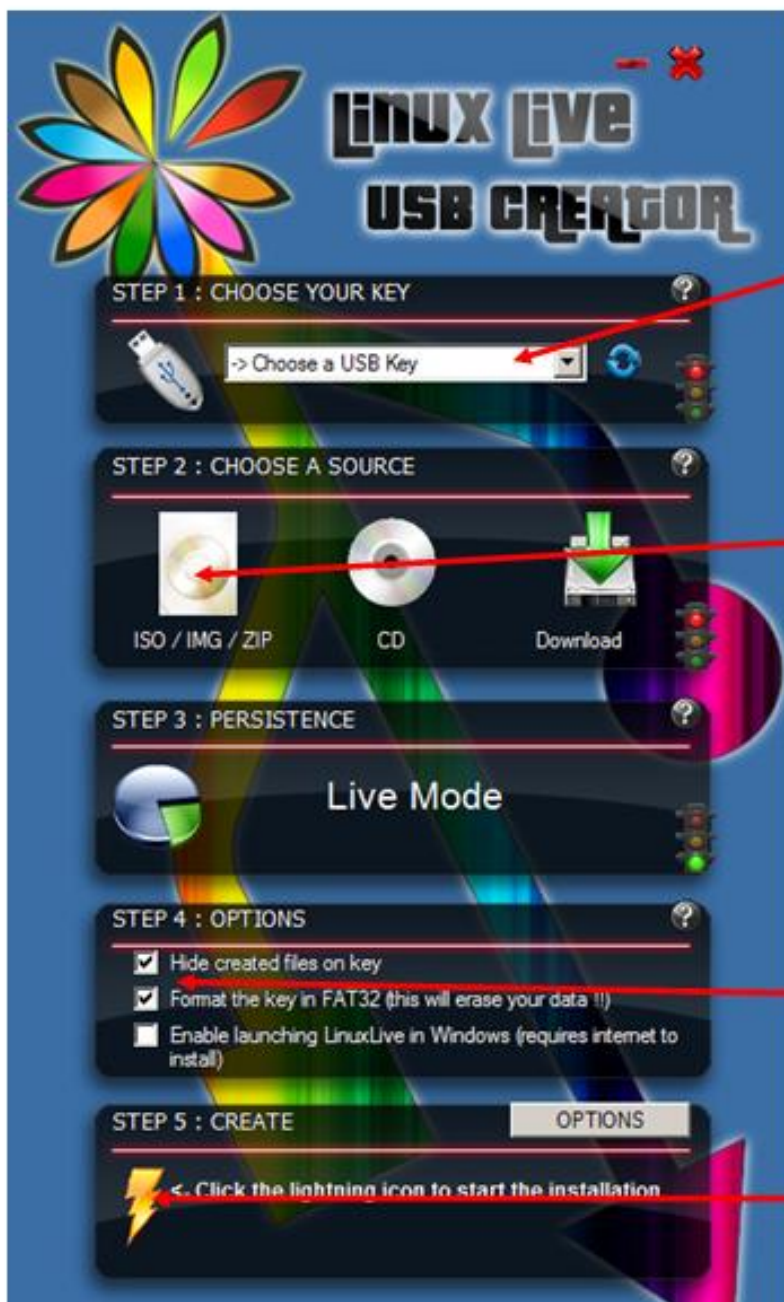 Linux Live
USB Creator
STEP 1 : CHOOSE YOUR KEY
?
-> Choose a USB Key
STEP 2 : CHOOSE A SOURCE
?
ISO / IMG / ZIP
CD
Download
STEP 3 : PERSISTENCE
?
Live Mode
STEP 4 : OPTIONS
?
Hide created files on key
Format the key in FAT32 (this will erase your data !!)
Enable launching LinuxLive in Windows (requires internet to
install)
STEP 5 : CREATE
OPTIONS
<- Click the lightning icon to start the installation